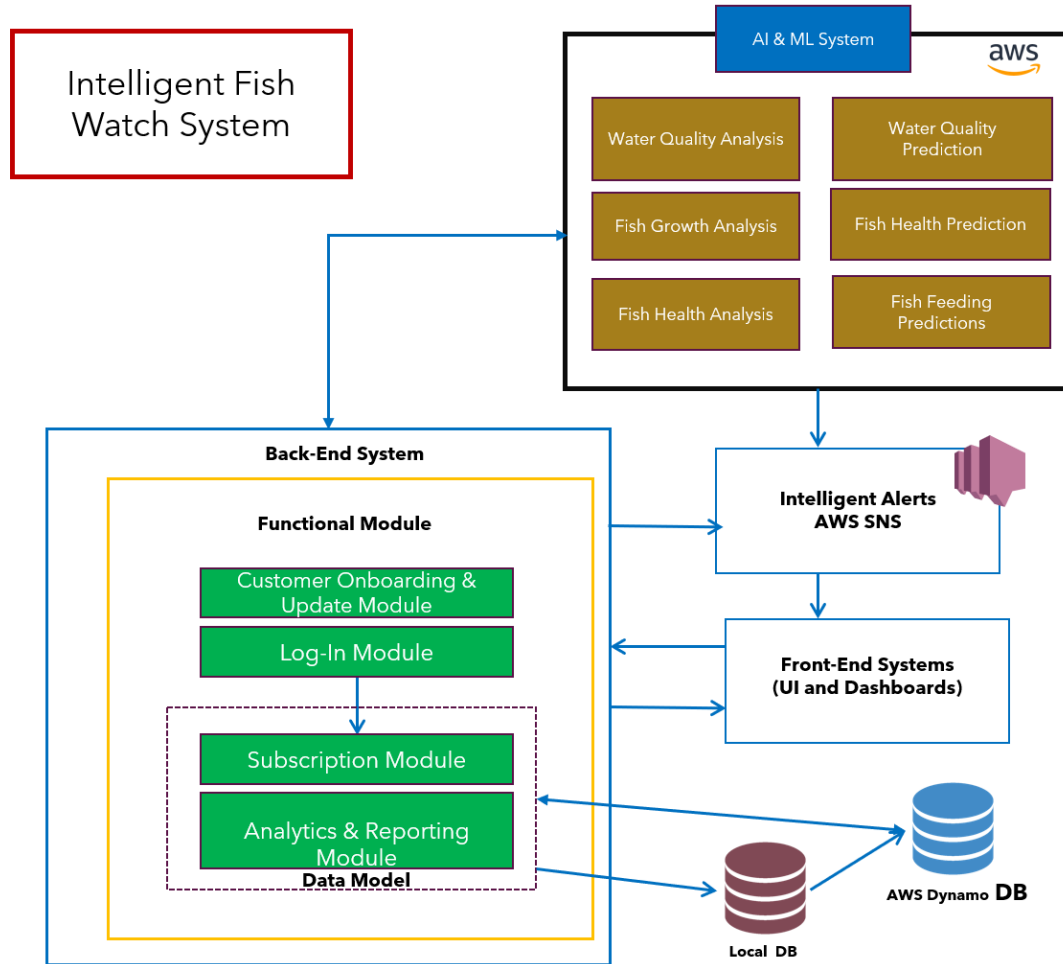 Intelligent Fish
Watch System
AI & ML System
aws
Water Quality Analysis
Water Quality
Prediction
Fish Growth Analysis
Fish Health Prediction
Fish Health Analysis
Fish Feeding
Predictions
Back-End System
Functional Module
Customer Onboarding &
Update Module
Log-In Module
Subscription Module
Analytics & Reporting
Module
Data Model
Intelligent Alerts
AWS SNS
Front-End Systems
(UI and Dashboards)
AWS Dynamo DB
Local DB